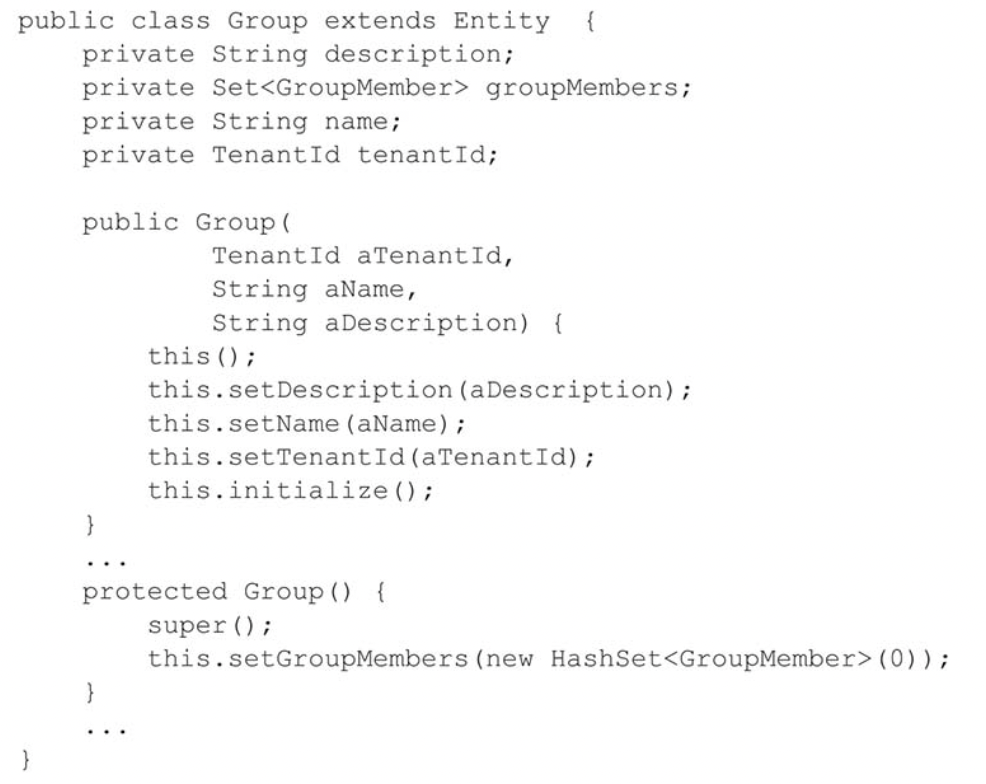 public class Group extends Entity  {
    private String description;
    private Set<GroupMember> groupMembers;
    private String name;
    private TenantId tenantId;

    public Group(
            TenantId aTenantId,
            String aName,
            String aDescription) {
        this();
        this.setDescription(aDescription);
        this.setName(aName);
        this.setTenantId(aTenantId);
        this.initialize();
    }
    ...
    protected Group() {
        super();
        this.setGroupMembers(new HashSet<GroupMember>(0));
    }
    ...
}